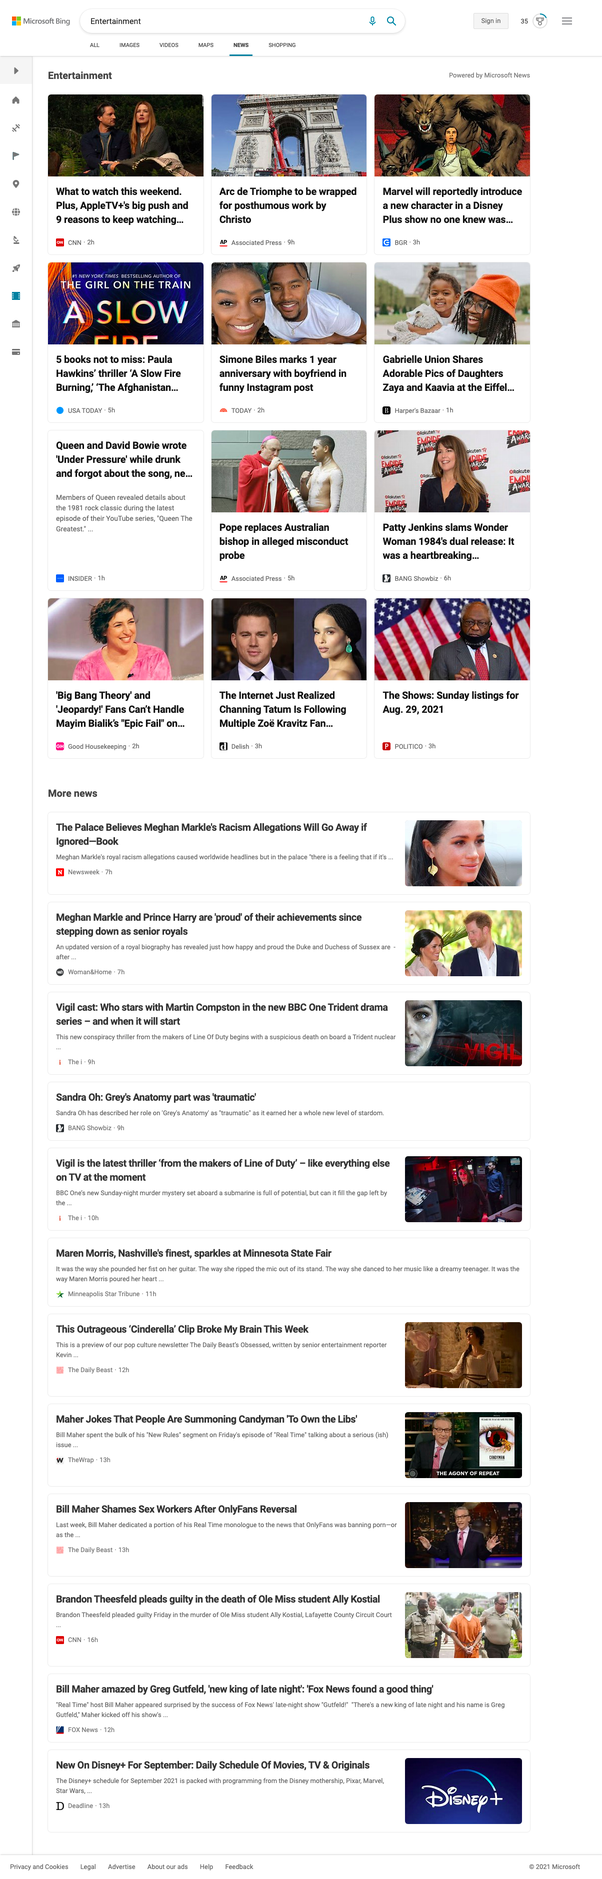 Microsoft Bing
Entertainment
Sign in
35
ALL IMAGES VIDEOS MAPS NEWS SHOPPING
Entertainment
Powered by Microsoft News
What to watch this weekend.
Plus, AppleTV+'s big push and
9 reasons to keep watching...
CNN · 2h
Arc de Triomphe to be wrapped
for posthumous work by
Christo
AP Associated Press · 9h
Marvel will reportedly introduce
a new character in a Disney
Plus show no one knew was...
BGR · 3h
#1 NEW YORK TIMES BESTSELLING AUTHOR OF
THE GIRL ON THE TRAIN
A SLOW
FIRE
5 books not to miss: Paula
Hawkins' thriller 'A Slow Fire
Burning,' 'The Afghanistan...
USA TODAY · 5h
Simone Biles marks 1 year
anniversary with boyfriend in
funny Instagram post
TODAY · 2h
Gabrielle Union Shares
Adorable Pics of Daughters
Zaya and Kaavia at the Eiffel...
Harper's Bazaar · 1h
Queen and David Bowie wrote
'Under Pressure' while drunk
and forgot about the song, ne...
Members of Queen revealed details about
the 1981 rock classic during the latest
episode of their YouTube series, "Queen The
Greatest." ...
INSIDER · 1h
Pope replaces Australian
bishop in alleged misconduct
probe
AP Associated Press · 5h
Patty Jenkins slams Wonder
Woman 1984's dual release: It
was a heartbreaking...
BANG Showbiz · 6h
'Big Bang Theory' and
'Jeopardy!' Fans Can't Handle
Mayim Bialik's "Epic Fail" on...
Good Housekeeping · 2h
The Internet Just Realized
Channing Tatum Is Following
Multiple Zoë Kravitz Fan...
Delish · 3h
The Shows: Sunday listings for
Aug. 29, 2021
POLITICO · 3h
More news
The Palace Believes Meghan Markle's Racism Allegations Will Go Away if
Ignored—Book
Meghan Markle's royal racism allegations caused worldwide headlines but in the palace "there is a feeling that if it's ...
Newsweek · 7h
Meghan Markle and Prince Harry are 'proud' of their achievements since
stepping down as senior royals
An updated version of a royal biography has revealed just how happy and proud the Duke and Duchess of Sussex are -
after ...
Woman&Home · 7h
Vigil cast: Who stars with Martin Compston in the new BBC One Trident drama
series – and when it will start
This new conspiracy thriller from the makers of Line Of Duty begins with a suspicious death on board a Trident nuclear
...
The i · 9h
VIGIL
Sandra Oh: Grey's Anatomy part was 'traumatic'
Sandra Oh has described her role on 'Grey's Anatomy' as "traumatic" as it earned her a whole new level of stardom.
BANG Showbiz · 9h
Vigil is the latest thriller 'from the makers of Line of Duty' – like everything else
on TV at the moment
BBC One's new Sunday-night murder mystery set aboard a submarine is full of potential, but can it fill the gap left by
the ...
The i · 10h
Maren Morris, Nashville's finest, sparkles at Minnesota State Fair
It was the way she pounded her fist on her guitar. The way she ripped the mic out of its stand. The way she danced to her music like a dreamy teenager. It was the
way Maren Morris poured her heart ...
Minneapolis Star Tribune · 11h
This Outrageous 'Cinderella' Clip Broke My Brain This Week
This is a preview of our pop culture newsletter The Daily Beast's Obsessed, written by senior entertainment reporter
Kevin ...
The Daily Beast · 12h
Maher Jokes That People Are Summoning Candyman 'To Own the Libs'
Bill Maher spent the bulk of his "New Rules" segment on Friday's episode of "Real Time" talking about a serious (ish)
issue ...
TheWrap · 13h
THE AGONY OF REPEAT
Bill Maher Shames Sex Workers After OnlyFans Reversal
Last week, Bill Maher dedicated a portion of his Real Time monologue to the news that OnlyFans was banning porn—or
as the ...
The Daily Beast · 13h
Brandon Theesfeld pleads guilty in the death of Ole Miss student Ally Kostial
Brandon Theesfeld pleaded guilty Friday in the murder of Ole Miss student Ally Kostial, Lafayette County Circuit Court
...
CNN · 16h
Bill Maher amazed by Greg Gutfeld, 'new king of late night': 'Fox News found a good thing'
"Real Time" host Bill Maher appeared surprised by the success of Fox News' late-night show "Gutfeld!" "There's a new king of late night and his name is Greg
Gutfeld," Maher kicked off his show's ...
FOX News · 12h
New On Disney+ For September: Daily Schedule Of Movies, TV & Originals
The Disney+ schedule for September 2021 is packed with programming from the Disney mothership, Pixar, Marvel,
Star Wars, ...
Deadline · 13h
Disney+
Privacy and Cookies Legal Advertise About our ads Help Feedback
© 2021 Microsoft